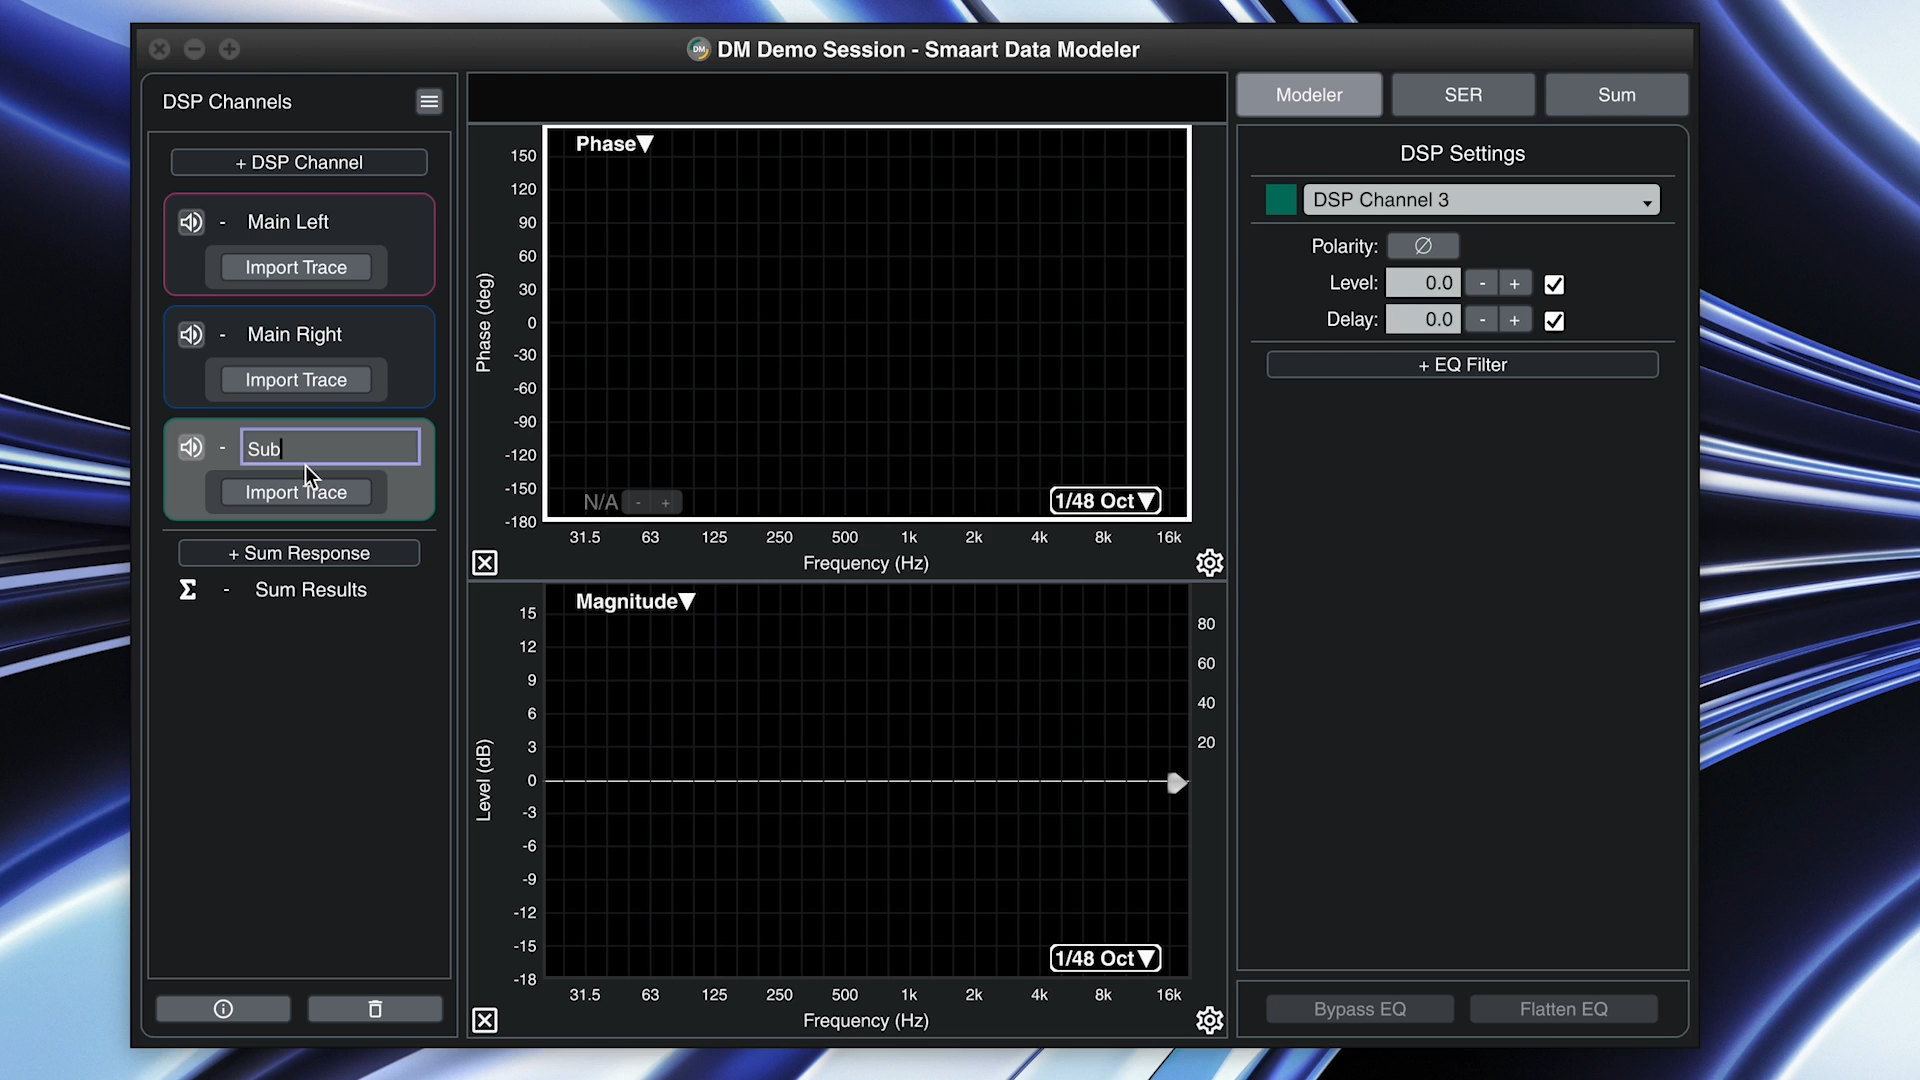 DM Demo Session - Smaart Data Modeler
DSP Channels
+ DSP Channel
- Main Left
Import Trace
- Main Right
Import Trace
- Sub
Import Trace
+ Sum Response
Σ - Sum Results
Phase▼
150
120
90
60
30
0
-30
-60
-90
-120
-150
-180
Phase (deg)
N/A - +
1/48 Oct▼
31.5 63 125 250 500 1k 2k 4k 8k 16k
Frequency (Hz)
Magnitude▼
15
12
9
6
3
0
-3
-6
-9
-12
-15
-18
Level (dB)
80
60
40
20
1/48 Oct▼
31.5 63 125 250 500 1k 2k 4k 8k 16k
Frequency (Hz)
Modeler SER Sum
DSP Settings
DSP Channel 3
Polarity: Ø
Level: 0.0 - +
Delay: 0.0 - +
+ EQ Filter
Bypass EQ Flatten EQ